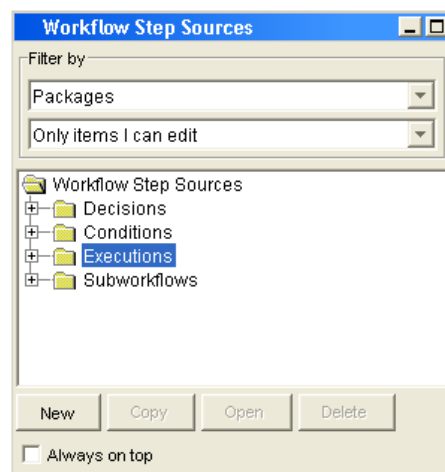 Workflow Step Sources
Filter by
Packages
Only items I can edit
Workflow Step Sources
Decisions
Conditions
Executions
Subworkflows
New Copy Open Delete
Always on top